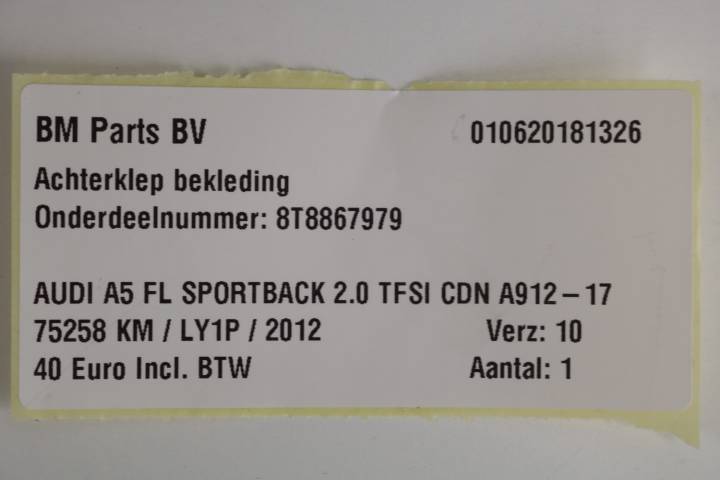 BM Parts BV 010620181326
Achterklep bekleding
Onderdeelnummer: 8T8867979
AUDI A5 FL SPORTBACK 2.0 TFSI CDN A912-17
75258 KM / LY1P / 2012 Verz: 10
40 Euro Incl. BTW Aantal: 1